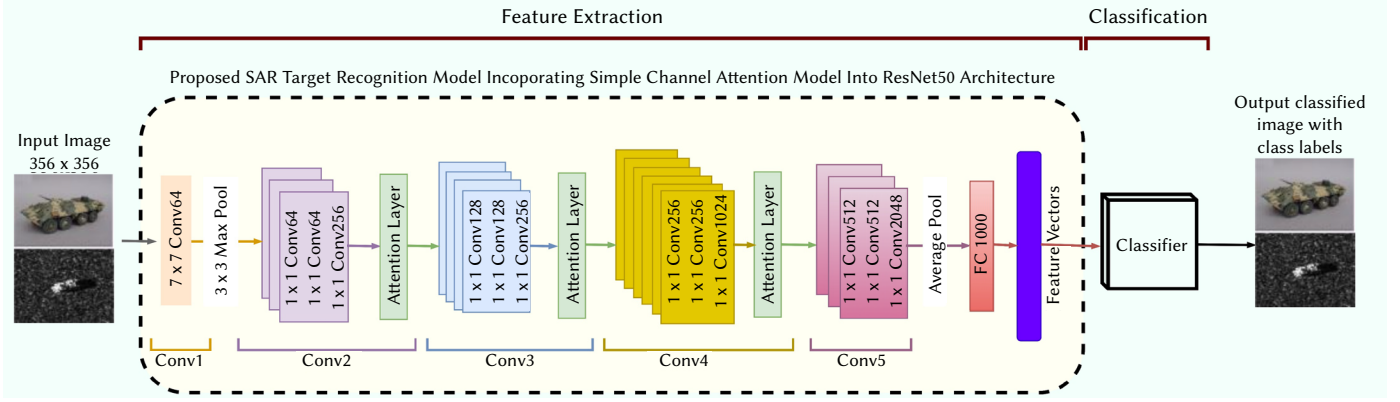 Feature Extraction
Classification
Proposed SAR Target Recognition Model Incoporating Simple Channel Attention Model Into ResNet50 Architecture
Input Image
356 x 356
7 x 7 Conv64
3 x 3 Max Pool
1 x 1 Conv64
1 x 1 Conv64
1 x 1 Conv256
Attention Layer
1 x 1 Conv128
1 x 1 Conv128
1 x 1 Conv256
Attention Layer
1 x 1 Conv256
1 x 1 Conv256
1 x 1 Conv1024
Attention Layer
1 x 1 Conv512
1 x 1 Conv512
1 x 1 Conv2048
Average Pool
FC 1000
Feature Vectors
Classifier
Output classified
image with
class labels
Conv1
Conv2
Conv3
Conv4
Conv5